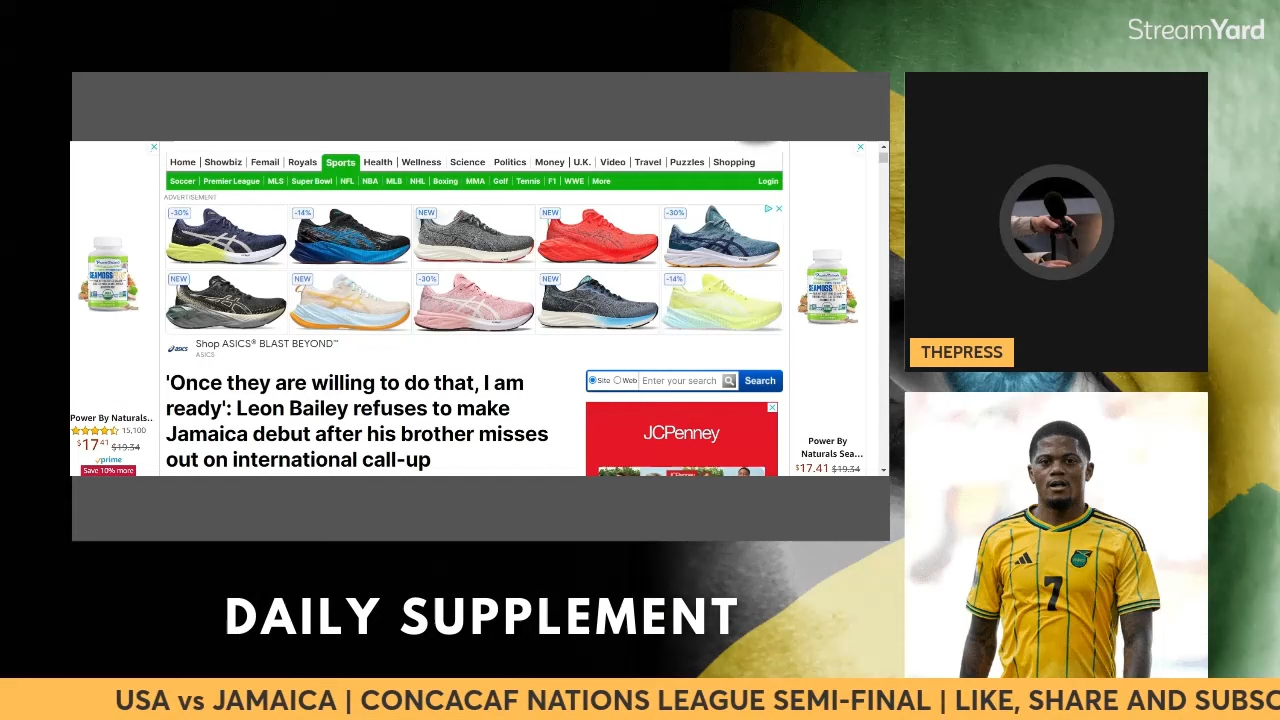 StreamYard
Home Showbiz Femail Royals Sports Health Wellness Science Politics Money U.K. Video Travel Puzzles Shopping
Soccer Premier League MLS Super Bowl NFL NBA MLB NHL Boxing MMA Golf Tennis F1 WWE More Login
ADVERTISEMENT
-30% -14% NEW NEW -30%
NEW NEW -30% NEW -14%
Shop ASICS® BLAST BEYOND™
asics
ASICS
'Once they are willing to do that, I am
ready': Leon Bailey refuses to make
Jamaica debut after his brother misses
out on international call-up
Site Web Enter your search Search
JCPenney
SEAMOSS
Power By Naturals..
15,100
$17.41 $19.34
prime
Save 10% more
SEAMOSS
Power By
Naturals Sea...
$17.41 $19.34
THEPRESS
7
DAILY SUPPLEMENT
USA vs JAMAICA | CONCACAF NATIONS LEAGUE SEMI-FINAL | LIKE, SHARE AND SUBSC